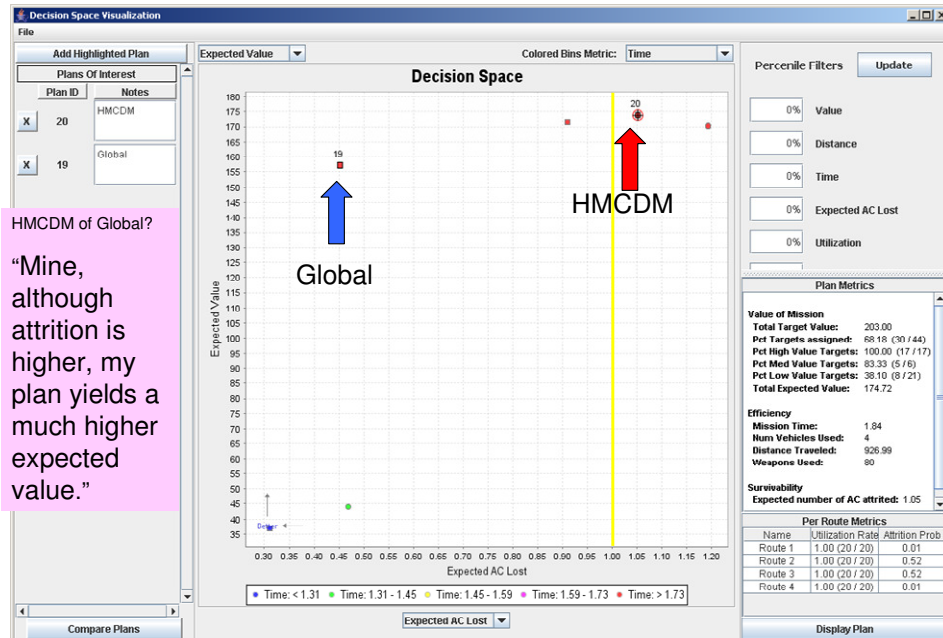 Decision Space Visualization
File
Add Highlighted Plan
Plans Of Interest
Plan ID Notes
X 20 HMCDM
X 19 Global
HMCDM of Global?
“Mine,
although
attrition is
higher, my
plan yields a
much higher
expected
value.”
Compare Plans
Expected Value
Colored Bins Metric: Time
Decision Space
Expected Value
180
175
170
165
160
155
150
145
140
135
130
125
120
115
110
105
100
95
90
85
80
75
70
65
60
55
50
45
40
35
20
19
HMCDM
Global
0.30 0.35 0.40 0.45 0.50 0.55 0.60 0.65 0.70 0.75 0.80 0.85 0.90 0.95 1.00 1.05 1.10 1.15 1.20
Expected AC Lost
Time: < 1.31 Time: 1.31 - 1.45 Time: 1.45 - 1.59 Time: 1.59 - 1.73 Time: > 1.73
Expected AC Lost
Percenile Filters Update
0% Value
0% Distance
0% Time
0% Expected AC Lost
0% Utilization
Plan Metrics
Value of Mission
Total Target Value: 203.00
Pct Targets assigned: 68.18 (30 / 44)
Pct High Value Targets: 100.00 (17 / 17)
Pct Med Value Targets: 83.33 (5 / 6)
Pct Low Value Targets: 38.10 (8 / 21)
Total Expected Value: 174.72
Efficiency
Mission Time: 1.84
Num Vehicles Used: 4
Distance Traveled: 926.99
Weapons Used: 80
Survivability
Expected number of AC attrited: 1.05
Per Route Metrics
Name Utilization Rate Attrition Prob
Route 1 1.00 (20 / 20) 0.01
Route 2 1.00 (20 / 20) 0.52
Route 3 1.00 (20 / 20) 0.52
Route 4 1.00 (20 / 20) 0.01
Display Plan